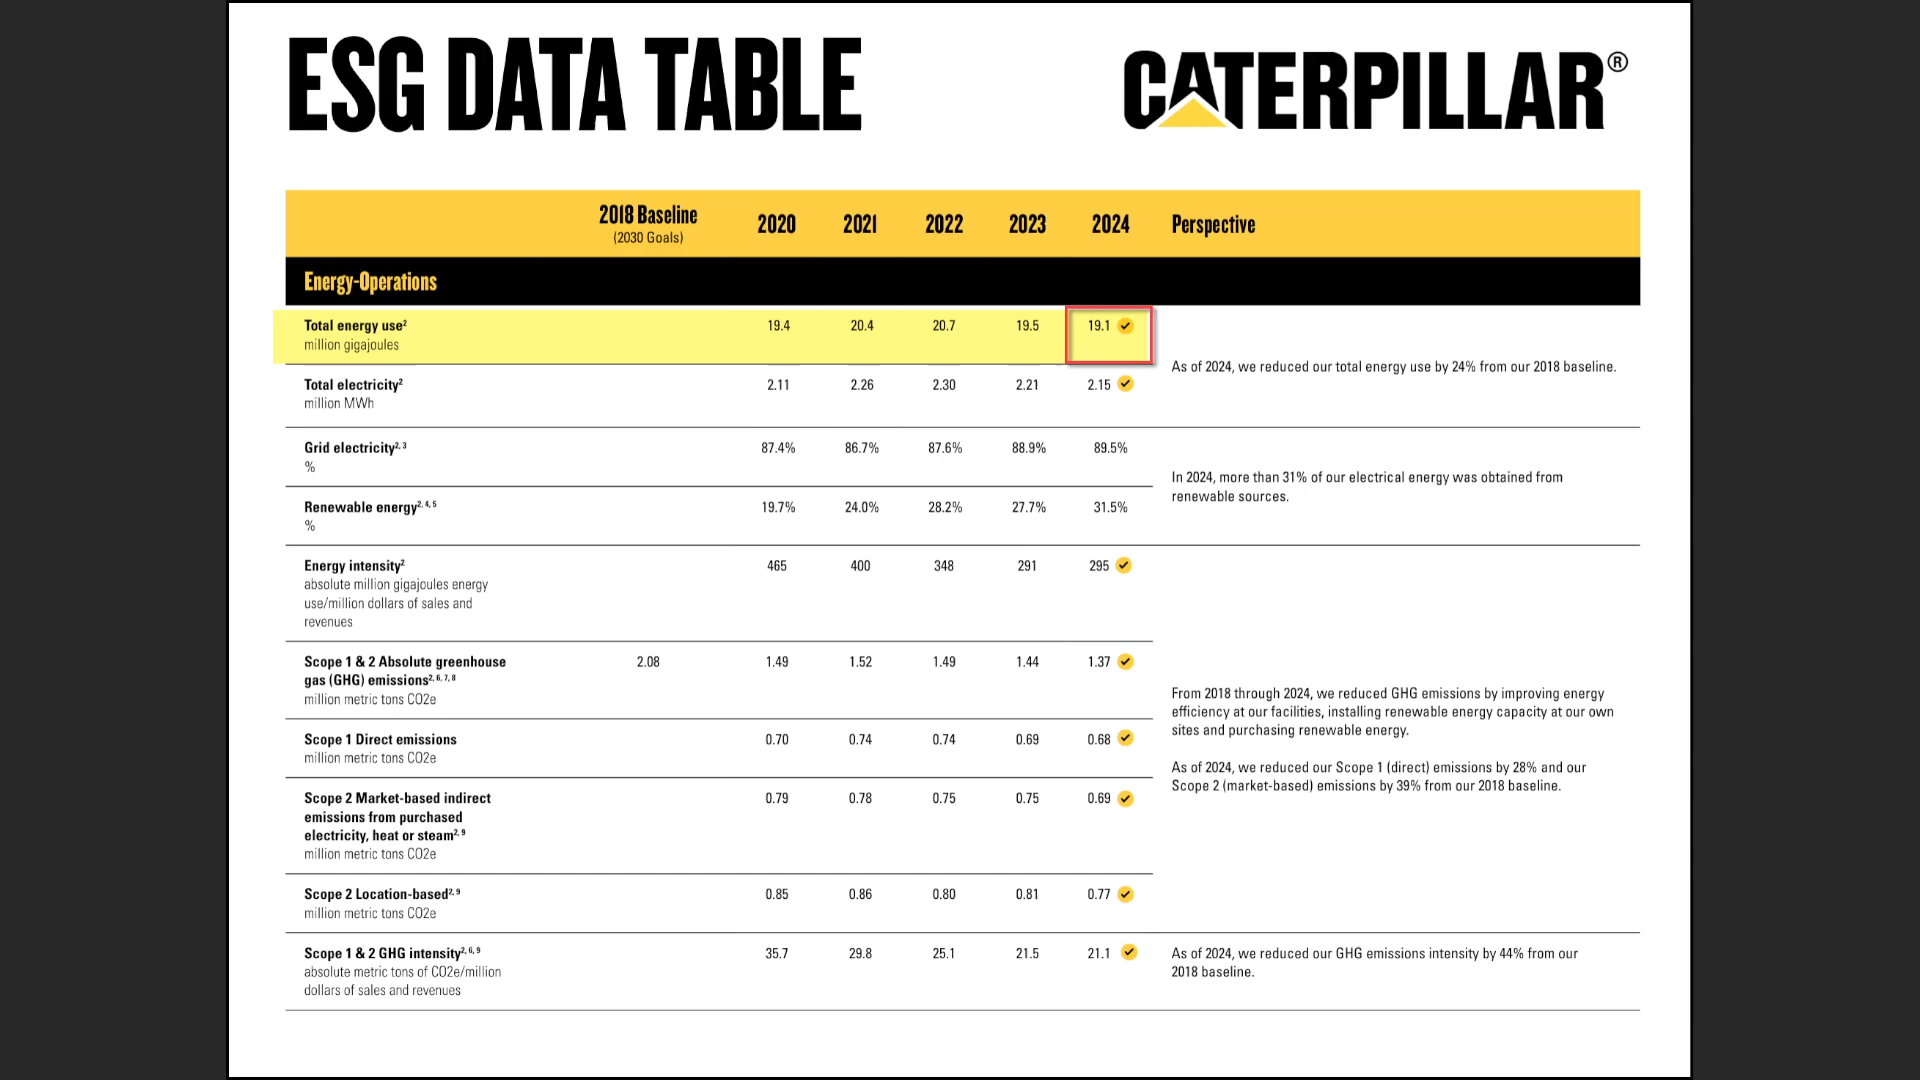 ESG DATA TABLE
CATERPILLAR®
2018 Baseline 2020 2021 2022 2023 2024 Perspective
(2030 Goals)
Energy-Operations
Total energy use² 19.4 20.4 20.7 19.5 19.1
million gigajoules
As of 2024, we reduced our total energy use by 24% from our 2018 baseline.
Total electricity² 2.11 2.26 2.30 2.21 2.15
million MWh
Grid electricity²,³ 87.4% 86.7% 87.6% 88.9% 89.5%
%
In 2024, more than 31% of our electrical energy was obtained from
renewable sources.
Renewable energy²,⁴,⁵ 19.7% 24.0% 28.2% 27.7% 31.5%
%
Energy intensity² 465 400 348 291 295
absolute million gigajoules energy
use/million dollars of sales and
revenues
Scope 1 & 2 Absolute greenhouse 2.08 1.49 1.52 1.49 1.44 1.37
gas (GHG) emissions²,⁶,⁷,⁸
million metric tons CO2e
From 2018 through 2024, we reduced GHG emissions by improving energy
efficiency at our facilities, installing renewable energy capacity at our own
sites and purchasing renewable energy.
As of 2024, we reduced our Scope 1 (direct) emissions by 28% and our
Scope 2 (market-based) emissions by 39% from our 2018 baseline.
Scope 1 Direct emissions 0.70 0.74 0.74 0.69 0.68
million metric tons CO2e
Scope 2 Market-based indirect 0.79 0.78 0.75 0.75 0.69
emissions from purchased
electricity, heat or steam²,⁹
million metric tons CO2e
Scope 2 Location-based²,⁹ 0.85 0.86 0.80 0.81 0.77
million metric tons CO2e
Scope 1 & 2 GHG intensity²,⁶,⁹ 35.7 29.8 25.1 21.5 21.1
absolute metric tons of CO2e/million
dollars of sales and revenues
As of 2024, we reduced our GHG emissions intensity by 44% from our
2018 baseline.